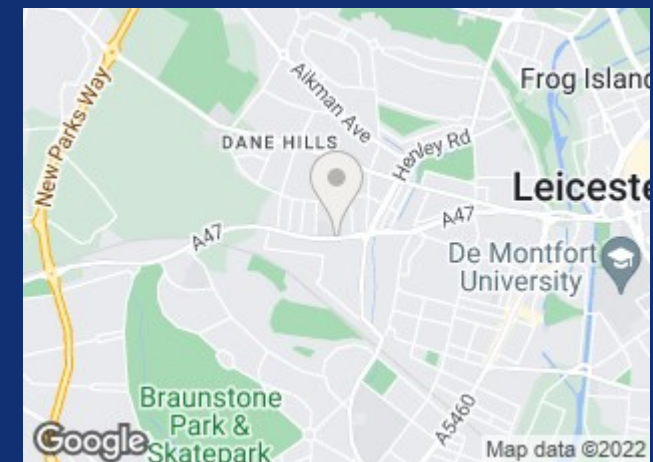 Aikman Ave
Frog Island
New Parks Way
DANE HILLS
Henley Rd
Leiceste
A47
A47
De Montfort
University
Braunstone
Park &
Skatepark
A5460
Google
Map data ©2022